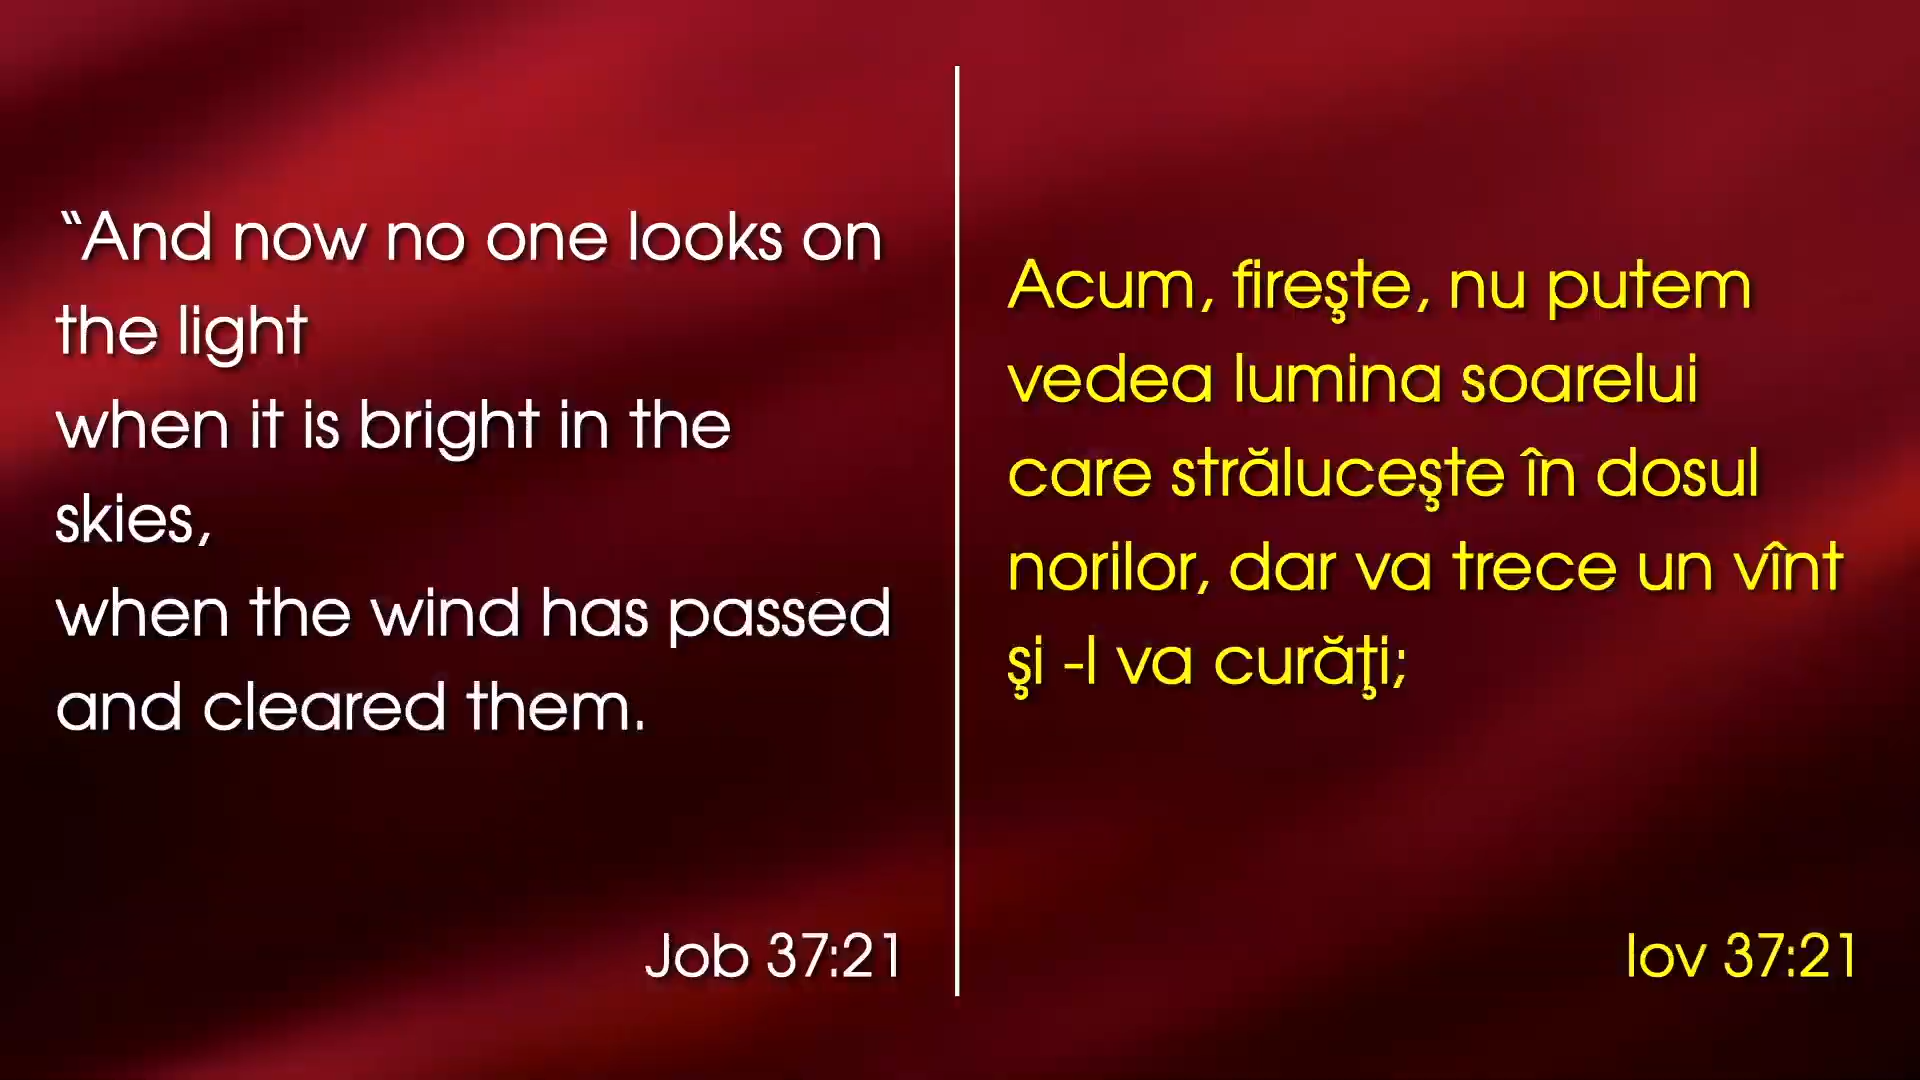 “And now no one looks on
the light
when it is bright in the
skies,
when the wind has passed
and cleared them.
Job 37:21
Acum, fireşte, nu putem
vedea lumina soarelui
care străluceşte în dosul
norilor, dar va trece un vînt
şi -l va curăţi;
Iov 37:21